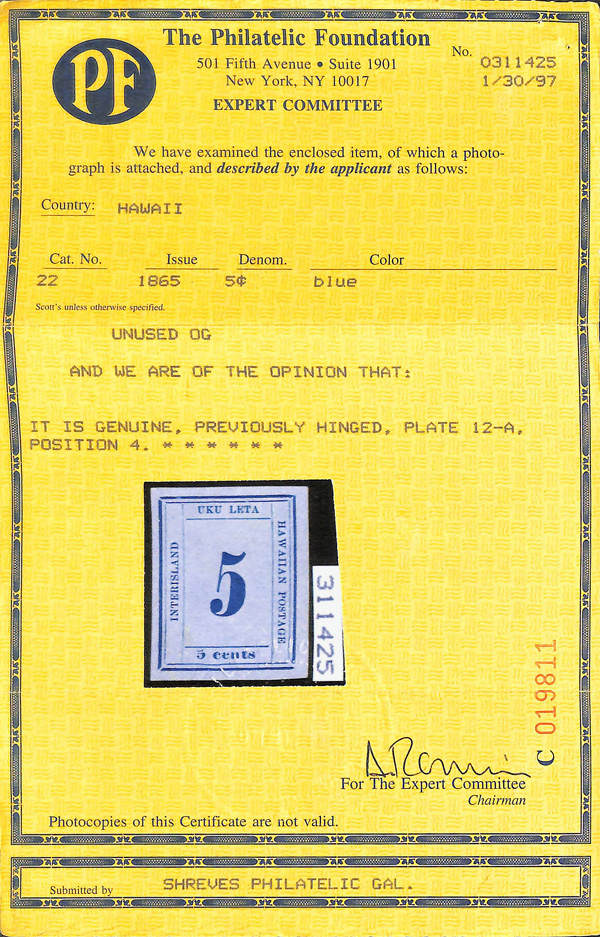 PF
The Philatelic Foundation
501 Fifth Avenue • Suite 1901
New York, NY 10017
EXPERT COMMITTEE
No. 0311425
1/30/97
We have examined the enclosed item, of which a photo-
graph is attached, and described by the applicant as follows:
Country: HAWAII
Cat. No. Issue Denom. Color
22 1865 5¢ blue
Scott's unless otherwise specified.
UNUSED OG
AND WE ARE OF THE OPINION THAT:
IT IS GENUINE, PREVIOUSLY HINGED, PLATE 12-A,
POSITION 4. * * * * * *
UKU LETA
INTERISLAND
5
HAWAIIAN POSTAGE
5 cents
311425
C 019811
For The Expert Committee
Chairman
Photocopies of this Certificate are not valid.
Submitted by SHREVES PHILATELIC GAL.